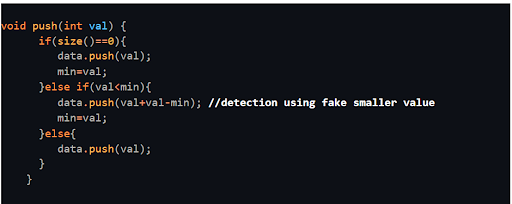 void push(int val) {
if(size()==0){
data.push(val);
min=val;
}else if(val<min){
data.push(val+val-min); //detection using fake smaller value
min=val;
}else{
data.push(val);
}
}